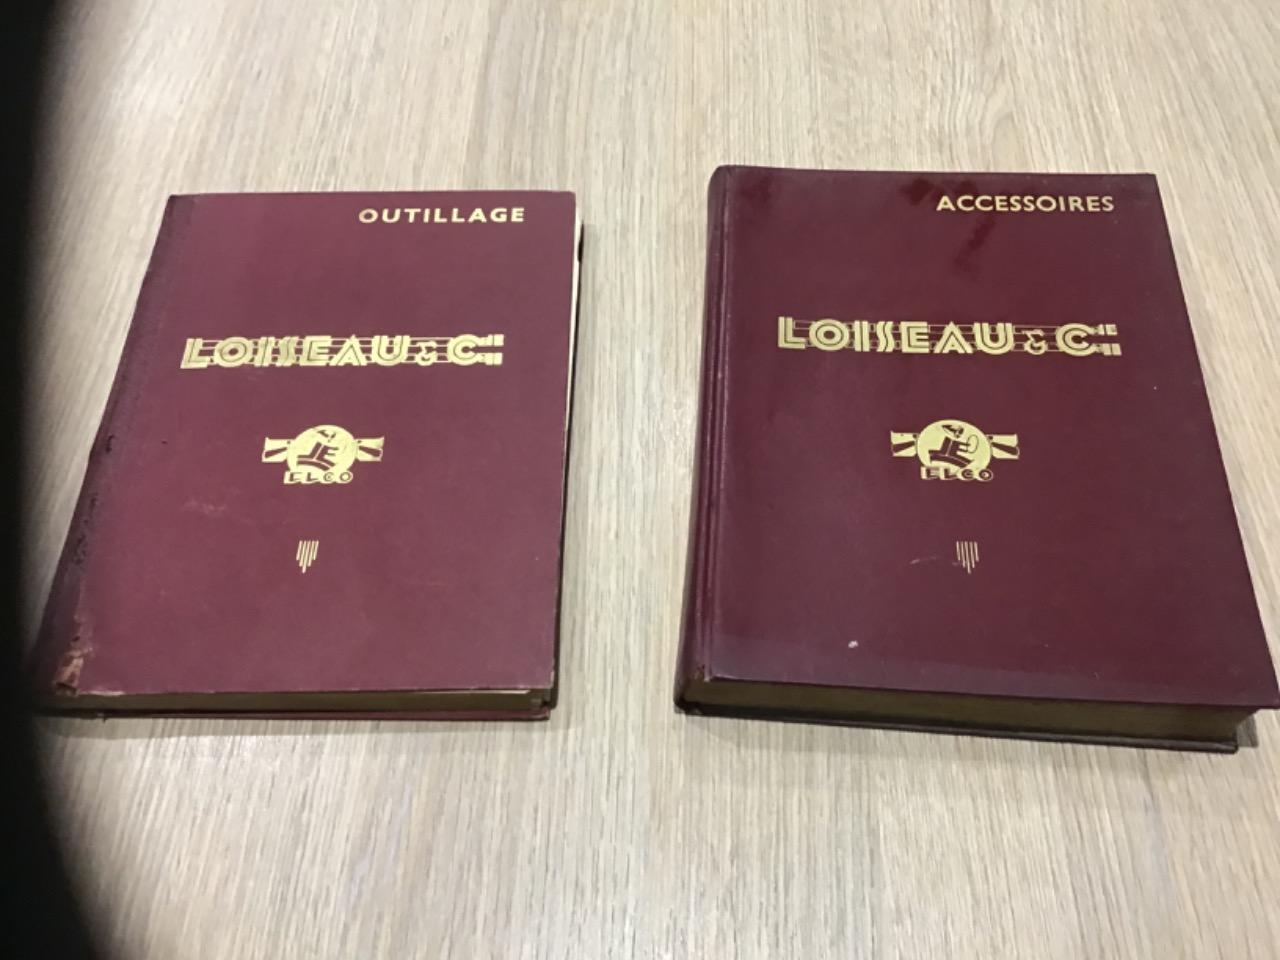 OUTILLAGE
LOISEAU & Cie
ELCO
ACCESSOIRES
LOISEAU & Cie
ELCO